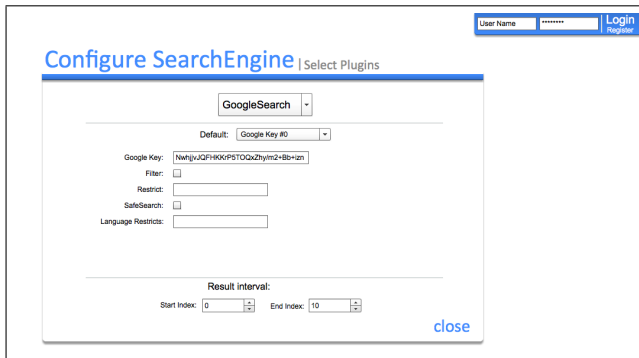 User Name ******** Login
Register
Configure SearchEngine | Select Plugins
GoogleSearch
Default: Google Key #0
Google Key: NwhjjvJQFHKKrP5TOQxZhy/m2+Bb+izn
Filter:
Restrict:
SafeSearch:
Language Restricts:
Result interval:
Start Index: 0 End Index: 10
close